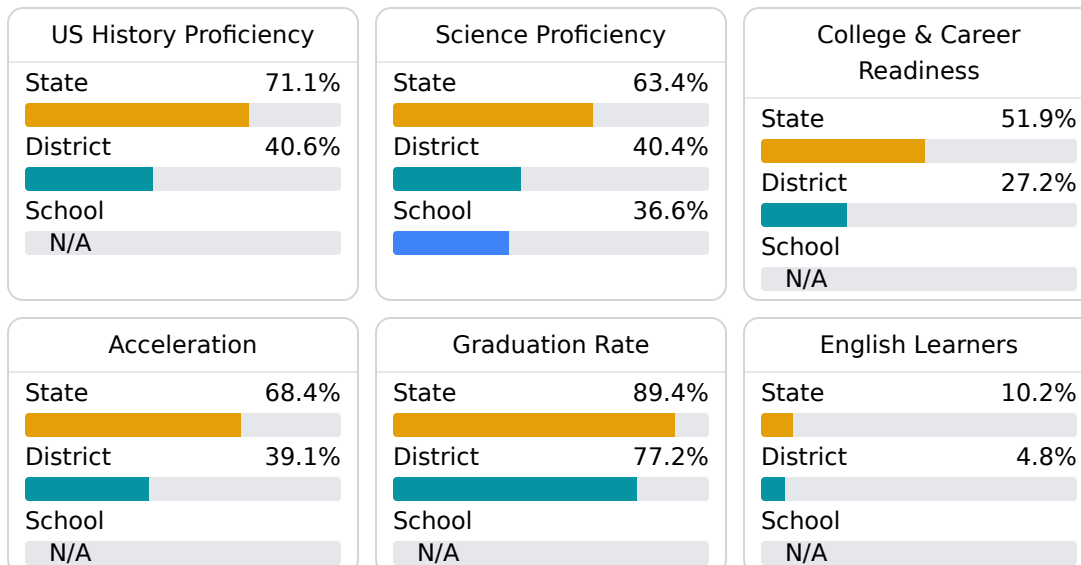 US History Proficiency
State 71.1%
District 40.6%
School
N/A
Science Proficiency
State 63.4%
District 40.4%
School 36.6%
College & Career
Readiness
State 51.9%
District 27.2%
School
N/A
Acceleration
State 68.4%
District 39.1%
School
N/A
Graduation Rate
State 89.4%
District 77.2%
School
N/A
English Learners
State 10.2%
District 4.8%
School
N/A